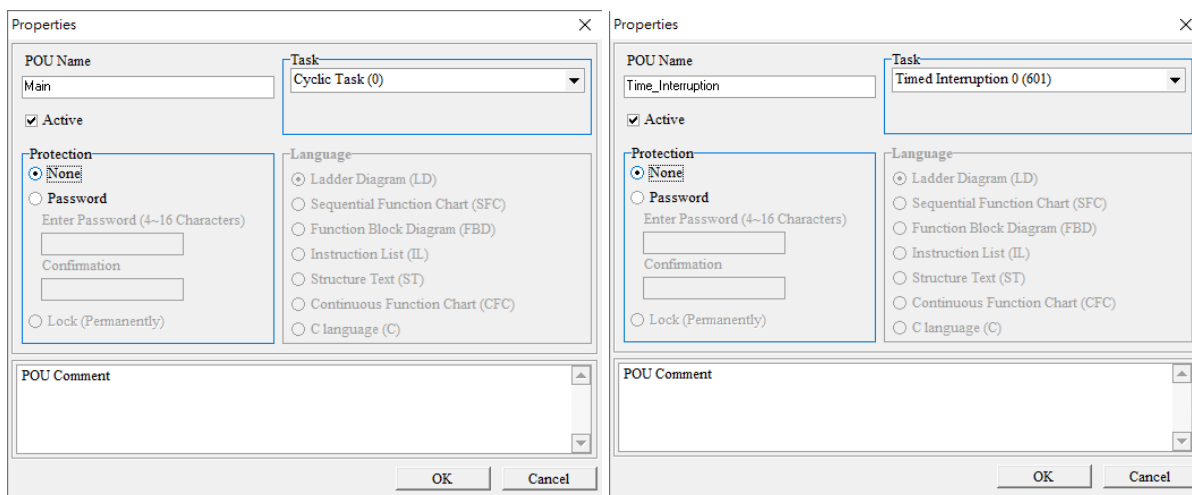 Properties
POU Name
Main
Active
Task
Cyclic Task (0)
Protection
None
Password
Enter Password (4~16 Characters)
Confirmation
Lock (Permanently)
Language
Ladder Diagram (LD)
Sequential Function Chart (SFC)
Function Block Diagram (FBD)
Instruction List (IL)
Structure Text (ST)
Continuous Function Chart (CFC)
C language (C)
POU Comment
OK
Cancel
Properties
POU Name
Time_Interruption
Active
Task
Timed Interruption 0 (601)
Protection
None
Password
Enter Password (4~16 Characters)
Confirmation
Lock (Permanently)
Language
Ladder Diagram (LD)
Sequential Function Chart (SFC)
Function Block Diagram (FBD)
Instruction List (IL)
Structure Text (ST)
Continuous Function Chart (CFC)
C language (C)
POU Comment
OK
Cancel